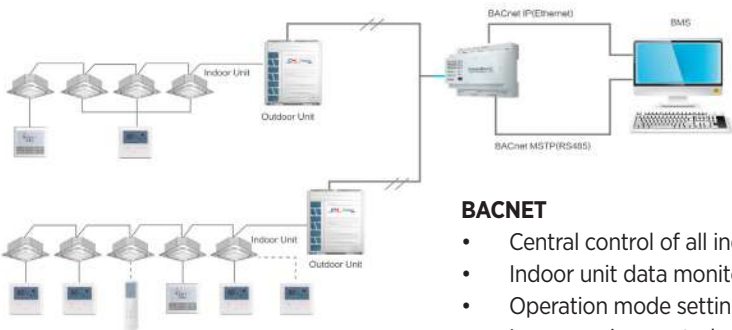 BACnet IP(Ethernet)
BMS
Indoor Unit
Outdoor Unit
BACnet MSTP(RS485)
Indoor Unit
Outdoor Unit
BACNET
• Central control of all in
• Indoor unit data monit
• Operation mode settin